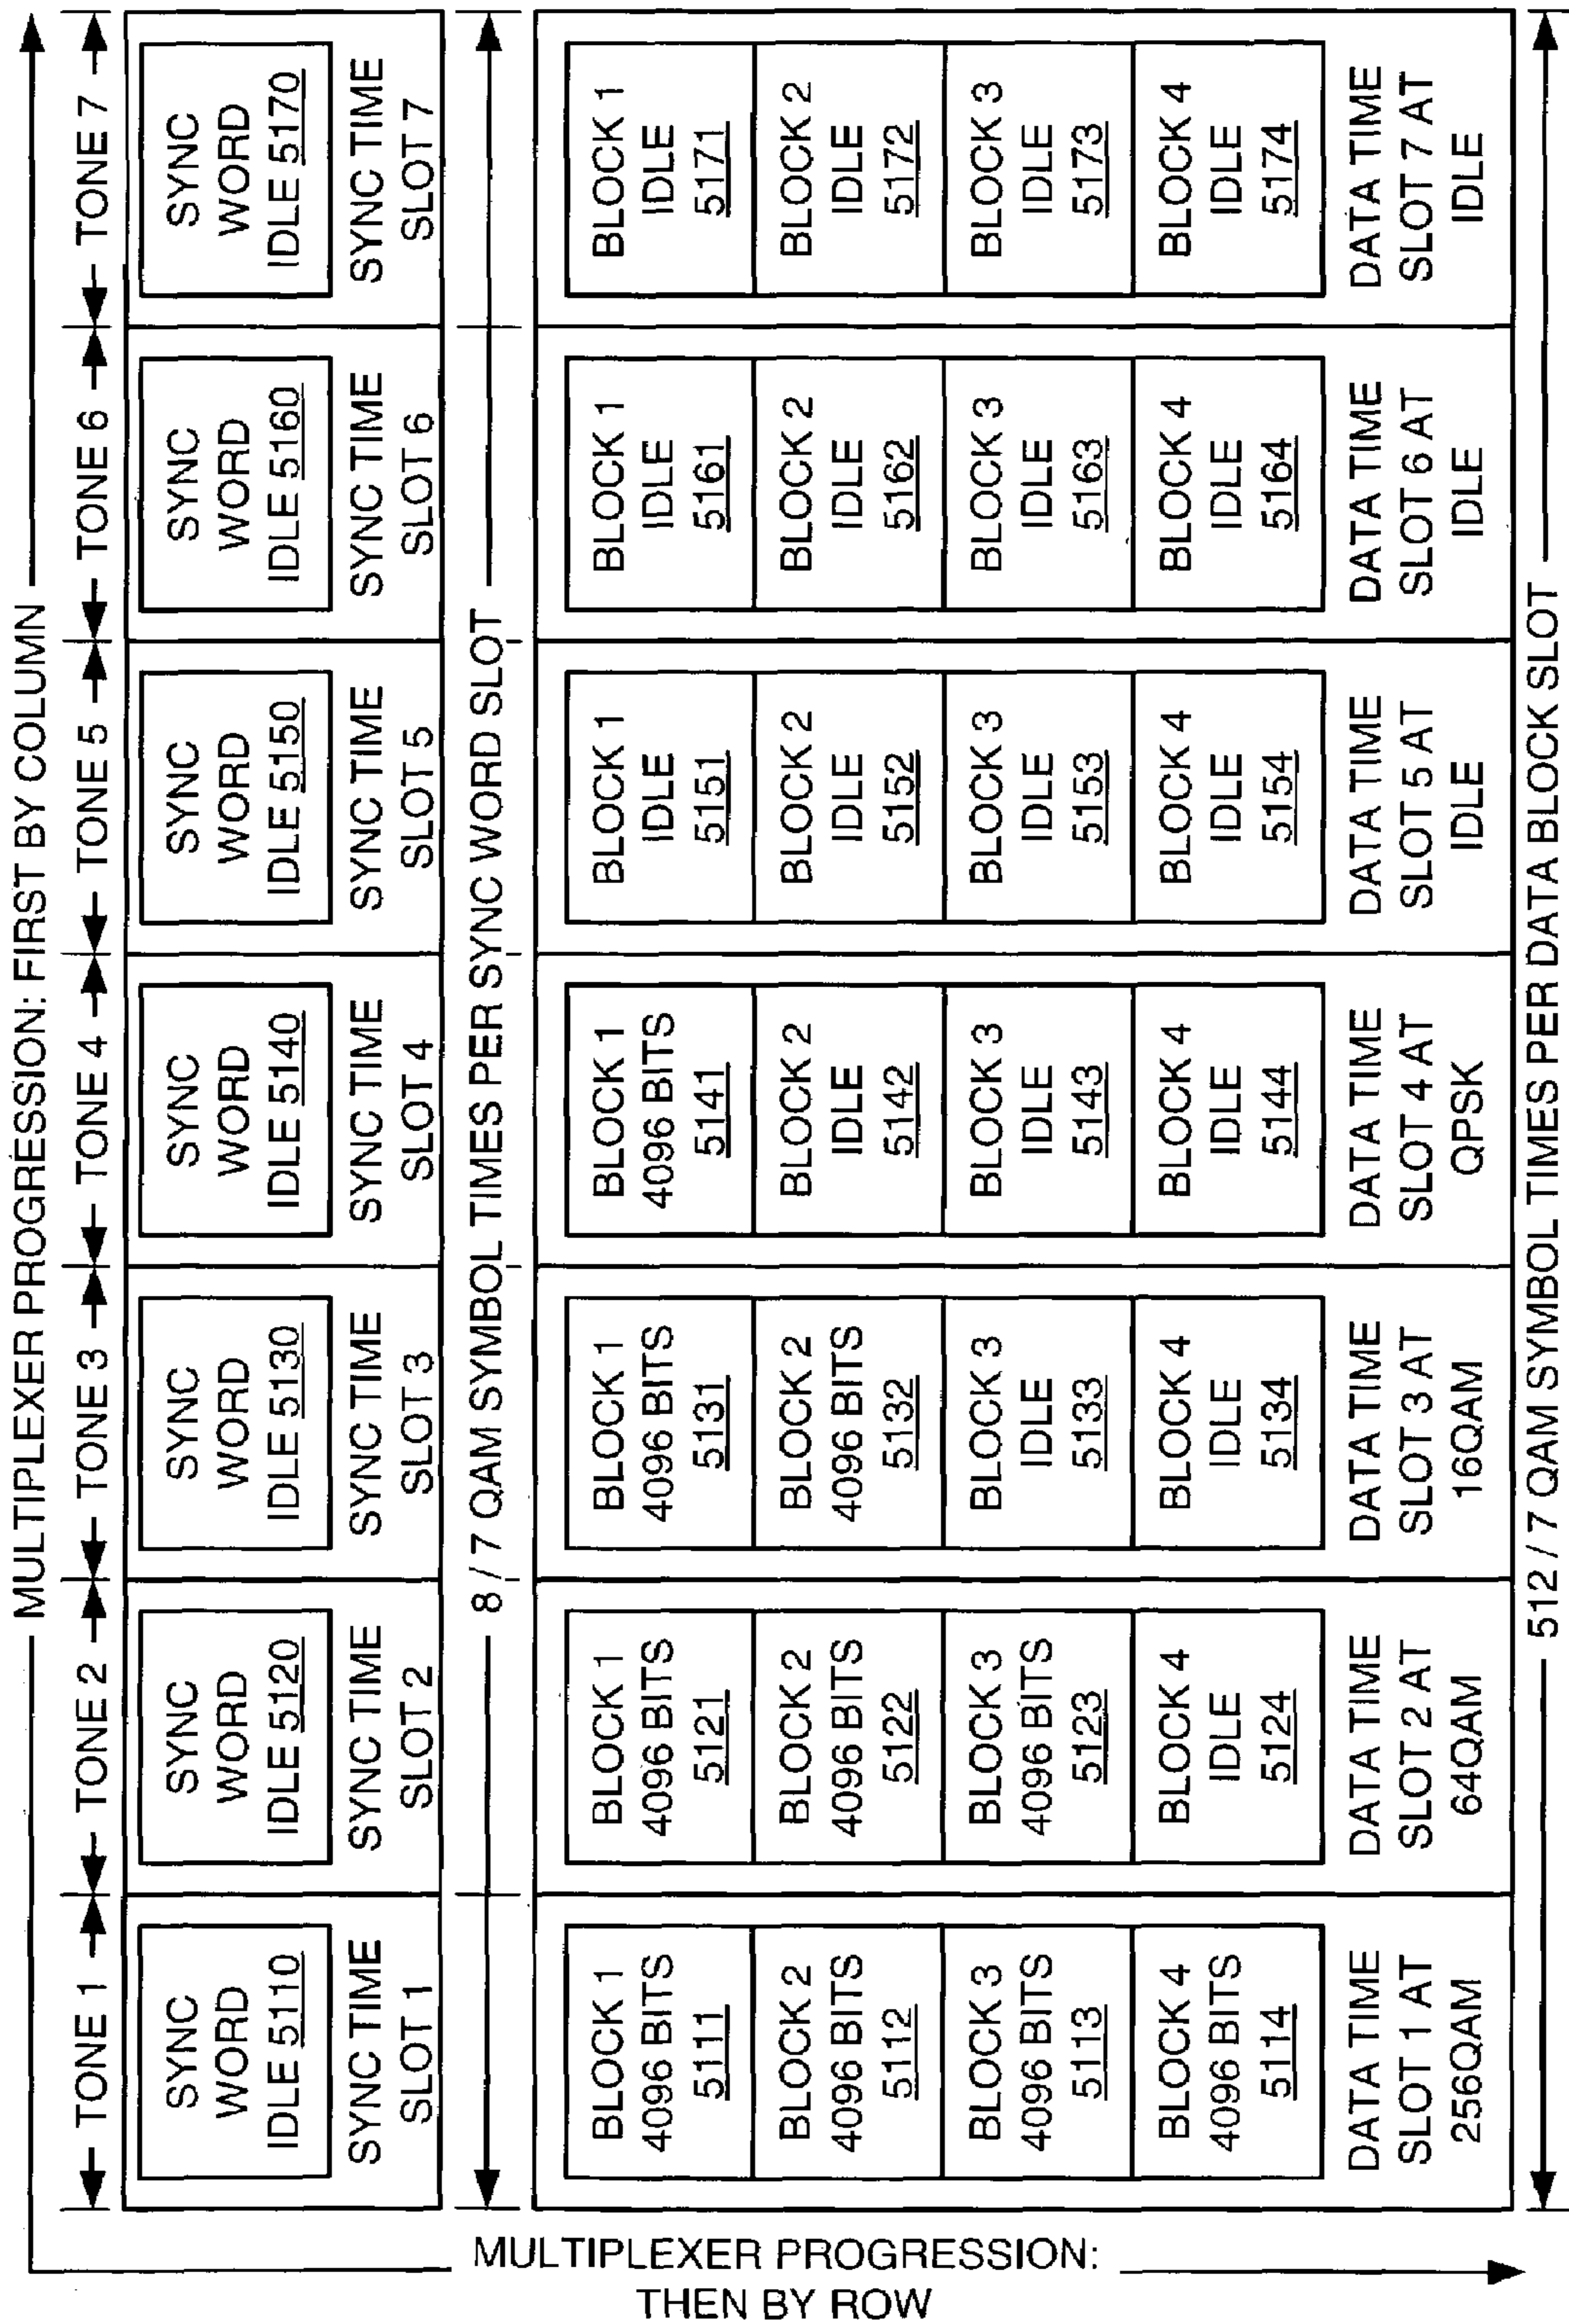 MULTIPLEXER PROGRESSION: FIRST BY COLUMN
TONE 1
TONE 2
TONE 3
TONE 4
TONE 5
TONE 6
TONE 7
SYNC
WORD
IDLE 5110
SYNC TIME
SLOT 1
SYNC
WORD
IDLE 5120
SYNC TIME
SLOT 2
SYNC
WORD
IDLE 5130
SYNC TIME
SLOT 3
SYNC
WORD
IDLE 5140
SYNC TIME
SLOT 4
SYNC
WORD
IDLE 5150
SYNC TIME
SLOT 5
SYNC
WORD
IDLE 5160
SYNC TIME
SLOT 6
SYNC
WORD
IDLE 5170
SYNC TIME
SLOT 7
8 / 7 QAM SYMBOL TIMES PER SYNC WORD SLOT
BLOCK 1
4096 BITS
5111
BLOCK 2
4096 BITS
5112
BLOCK 3
4096 BITS
5113
BLOCK 4
4096 BITS
5114
DATA TIME
SLOT 1 AT
256QAM
BLOCK 1
4096 BITS
5121
BLOCK 2
4096 BITS
5122
BLOCK 3
4096 BITS
5123
BLOCK 4
IDLE
5124
DATA TIME
SLOT 2 AT
64QAM
BLOCK 1
4096 BITS
5131
BLOCK 2
4096 BITS
5132
BLOCK 3
IDLE
5133
BLOCK 4
IDLE
5134
DATA TIME
SLOT 3 AT
16QAM
BLOCK 1
4096 BITS
5141
BLOCK 2
IDLE
5142
BLOCK 3
IDLE
5143
BLOCK 4
IDLE
5144
DATA TIME
SLOT 4 AT
QPSK
BLOCK 1
IDLE
5151
BLOCK 2
IDLE
5152
BLOCK 3
IDLE
5153
BLOCK 4
IDLE
5154
DATA TIME
SLOT 5 AT
IDLE
BLOCK 1
IDLE
5161
BLOCK 2
IDLE
5162
BLOCK 3
IDLE
5163
BLOCK 4
IDLE
5164
DATA TIME
SLOT 6 AT
IDLE
BLOCK 1
IDLE
5171
BLOCK 2
IDLE
5172
BLOCK 3
IDLE
5173
BLOCK 4
IDLE
5174
DATA TIME
SLOT 7 AT
IDLE
512 / 7 QAM SYMBOL TIMES PER DATA BLOCK SLOT
MULTIPLEXER PROGRESSION:
THEN BY ROW